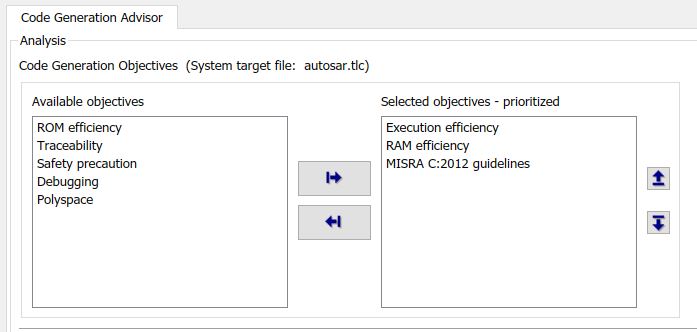 Code Generation Advisor
Analysis
Code Generation Objectives (System target file: autosar.tlc)
Available objectives
ROM efficiency
Traceability
Safety precaution
Debugging
Polyspace
Selected objectives - prioritized
Execution efficiency
RAM efficiency
MISRA C:2012 guidelines